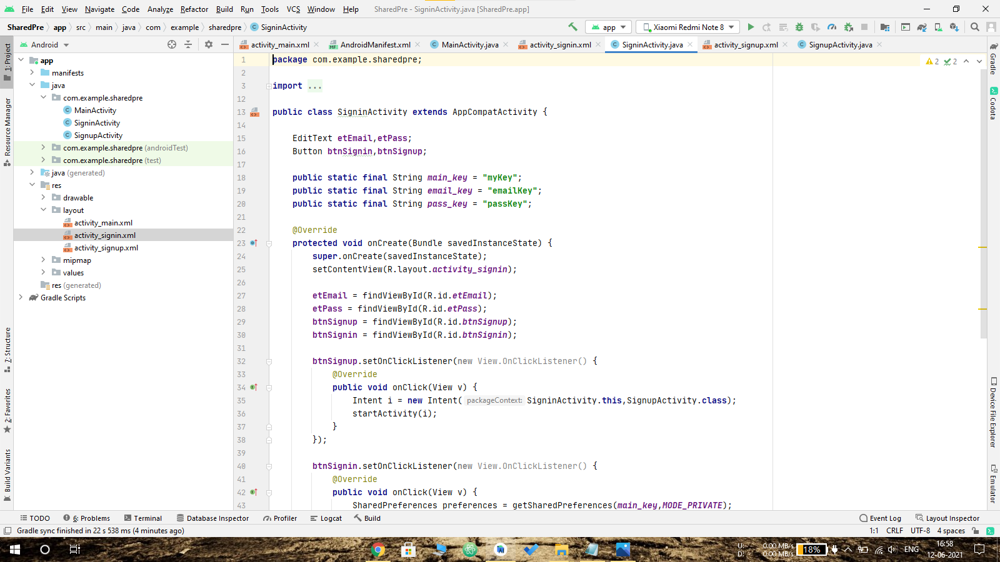 File Edit View Navigate Code Analyze Refactor Build Run Tools VCS Window Help SharedPre - SigninActivity.java [SharedPre.app]
SharedPre app src main java com example sharedpre SigninActivity app Xiaomi Redmi Note 8
Android activity_main.xml AndroidManifest.xml MainActivity.java activity_signin.xml SigninActivity.java activity_signup.xml SignupActivity.java
1: Project
Resource Manager
7: Structure
2: Favorites
Build Variants
app
manifests
java
com.example.sharedpre
MainActivity
SigninActivity
SignupActivity
com.example.sharedpre (androidTest)
com.example.sharedpre (test)
java (generated)
res
drawable
layout
activity_main.xml
activity_signin.xml
activity_signup.xml
mipmap
values
res (generated)
Gradle Scripts
1 package com.example.sharedpre;
2
3 import ...
12
13 public class SigninActivity extends AppCompatActivity {
14
15 EditText etEmail,etPass;
16 Button btnSignin,btnSignup;
17
18 public static final String main_key = "myKey";
19 public static final String email_key = "emailKey";
20 public static final String pass_key = "passKey";
21
22 @Override
23 protected void onCreate(Bundle savedInstanceState) {
24 super.onCreate(savedInstanceState);
25 setContentView(R.layout.activity_signin);
26
27 etEmail = findViewById(R.id.etEmail);
28 etPass = findViewById(R.id.etPass);
29 btnSignup = findViewById(R.id.btnSignup);
30 btnSignin = findViewById(R.id.btnSignin);
31
32 btnSignup.setOnClickListener(new View.OnClickListener() {
33 @Override
34 public void onClick(View v) {
35 Intent i = new Intent( packageContext: SigninActivity.this,SignupActivity.class);
36 startActivity(i);
37 }
38 });
39
40 btnSignin.setOnClickListener(new View.OnClickListener() {
41 @Override
42 public void onClick(View v) {
43 SharedPreferences preferences = getSharedPreferences(main_key,MODE_PRIVATE);
2 2
Gradle
Codota
Device File Explorer
Emulator
TODO 6: Problems Terminal Database Inspector Profiler Logcat Build Event Log Layout Inspector
Gradle sync finished in 22 s 538 ms (4 minutes ago) 1:1 CRLF UTF-8 4 spaces
U: 0.00 MB/s
D: 0.00 MB/s
18%
ENG
16:58
12-06-2021